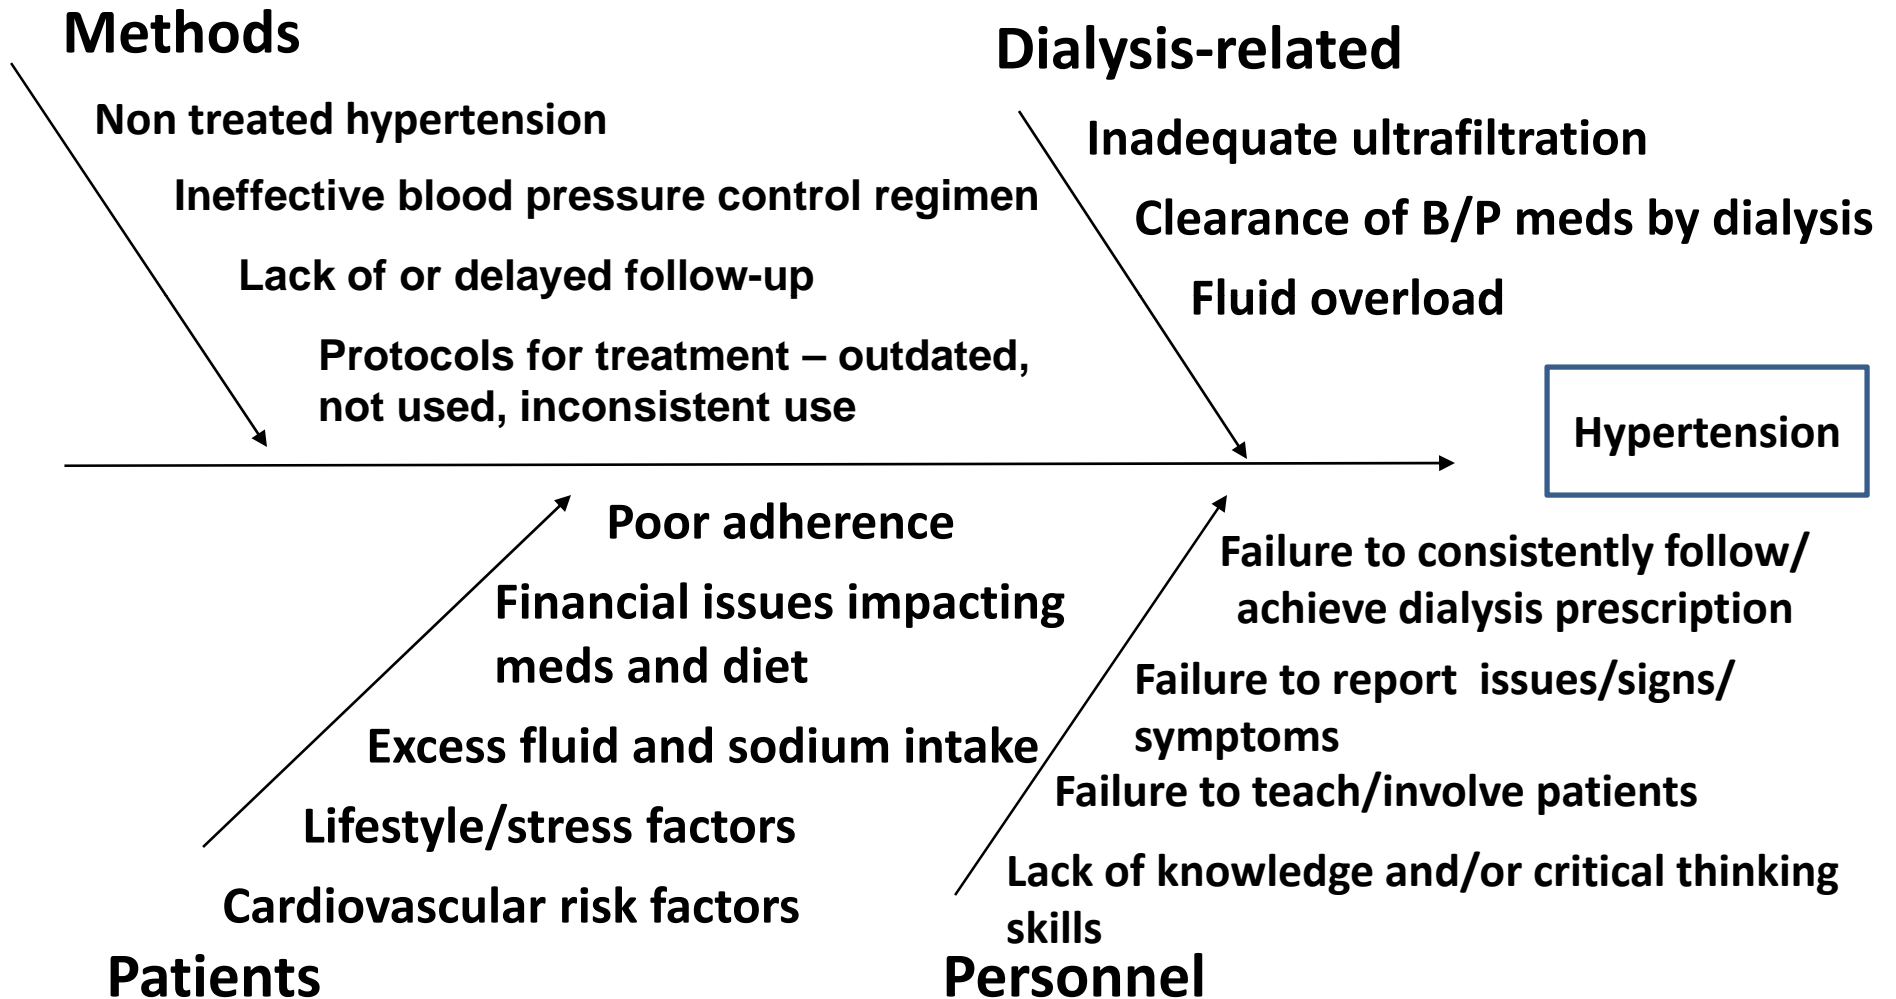 Methods
Non treated hypertension
Ineffective blood pressure control regimen
Lack of or delayed follow-up
Protocols for treatment – outdated,
not used, inconsistent use
Dialysis-related
Inadequate ultrafiltration
Clearance of B/P meds by dialysis
Fluid overload
Hypertension
Poor adherence
Financial issues impacting
meds and diet
Excess fluid and sodium intake
Lifestyle/stress factors
Cardiovascular risk factors
Patients
Failure to consistently follow/
achieve dialysis prescription
Failure to report issues/signs/
symptoms
Failure to teach/involve patients
Lack of knowledge and/or critical thinking
skills
Personnel